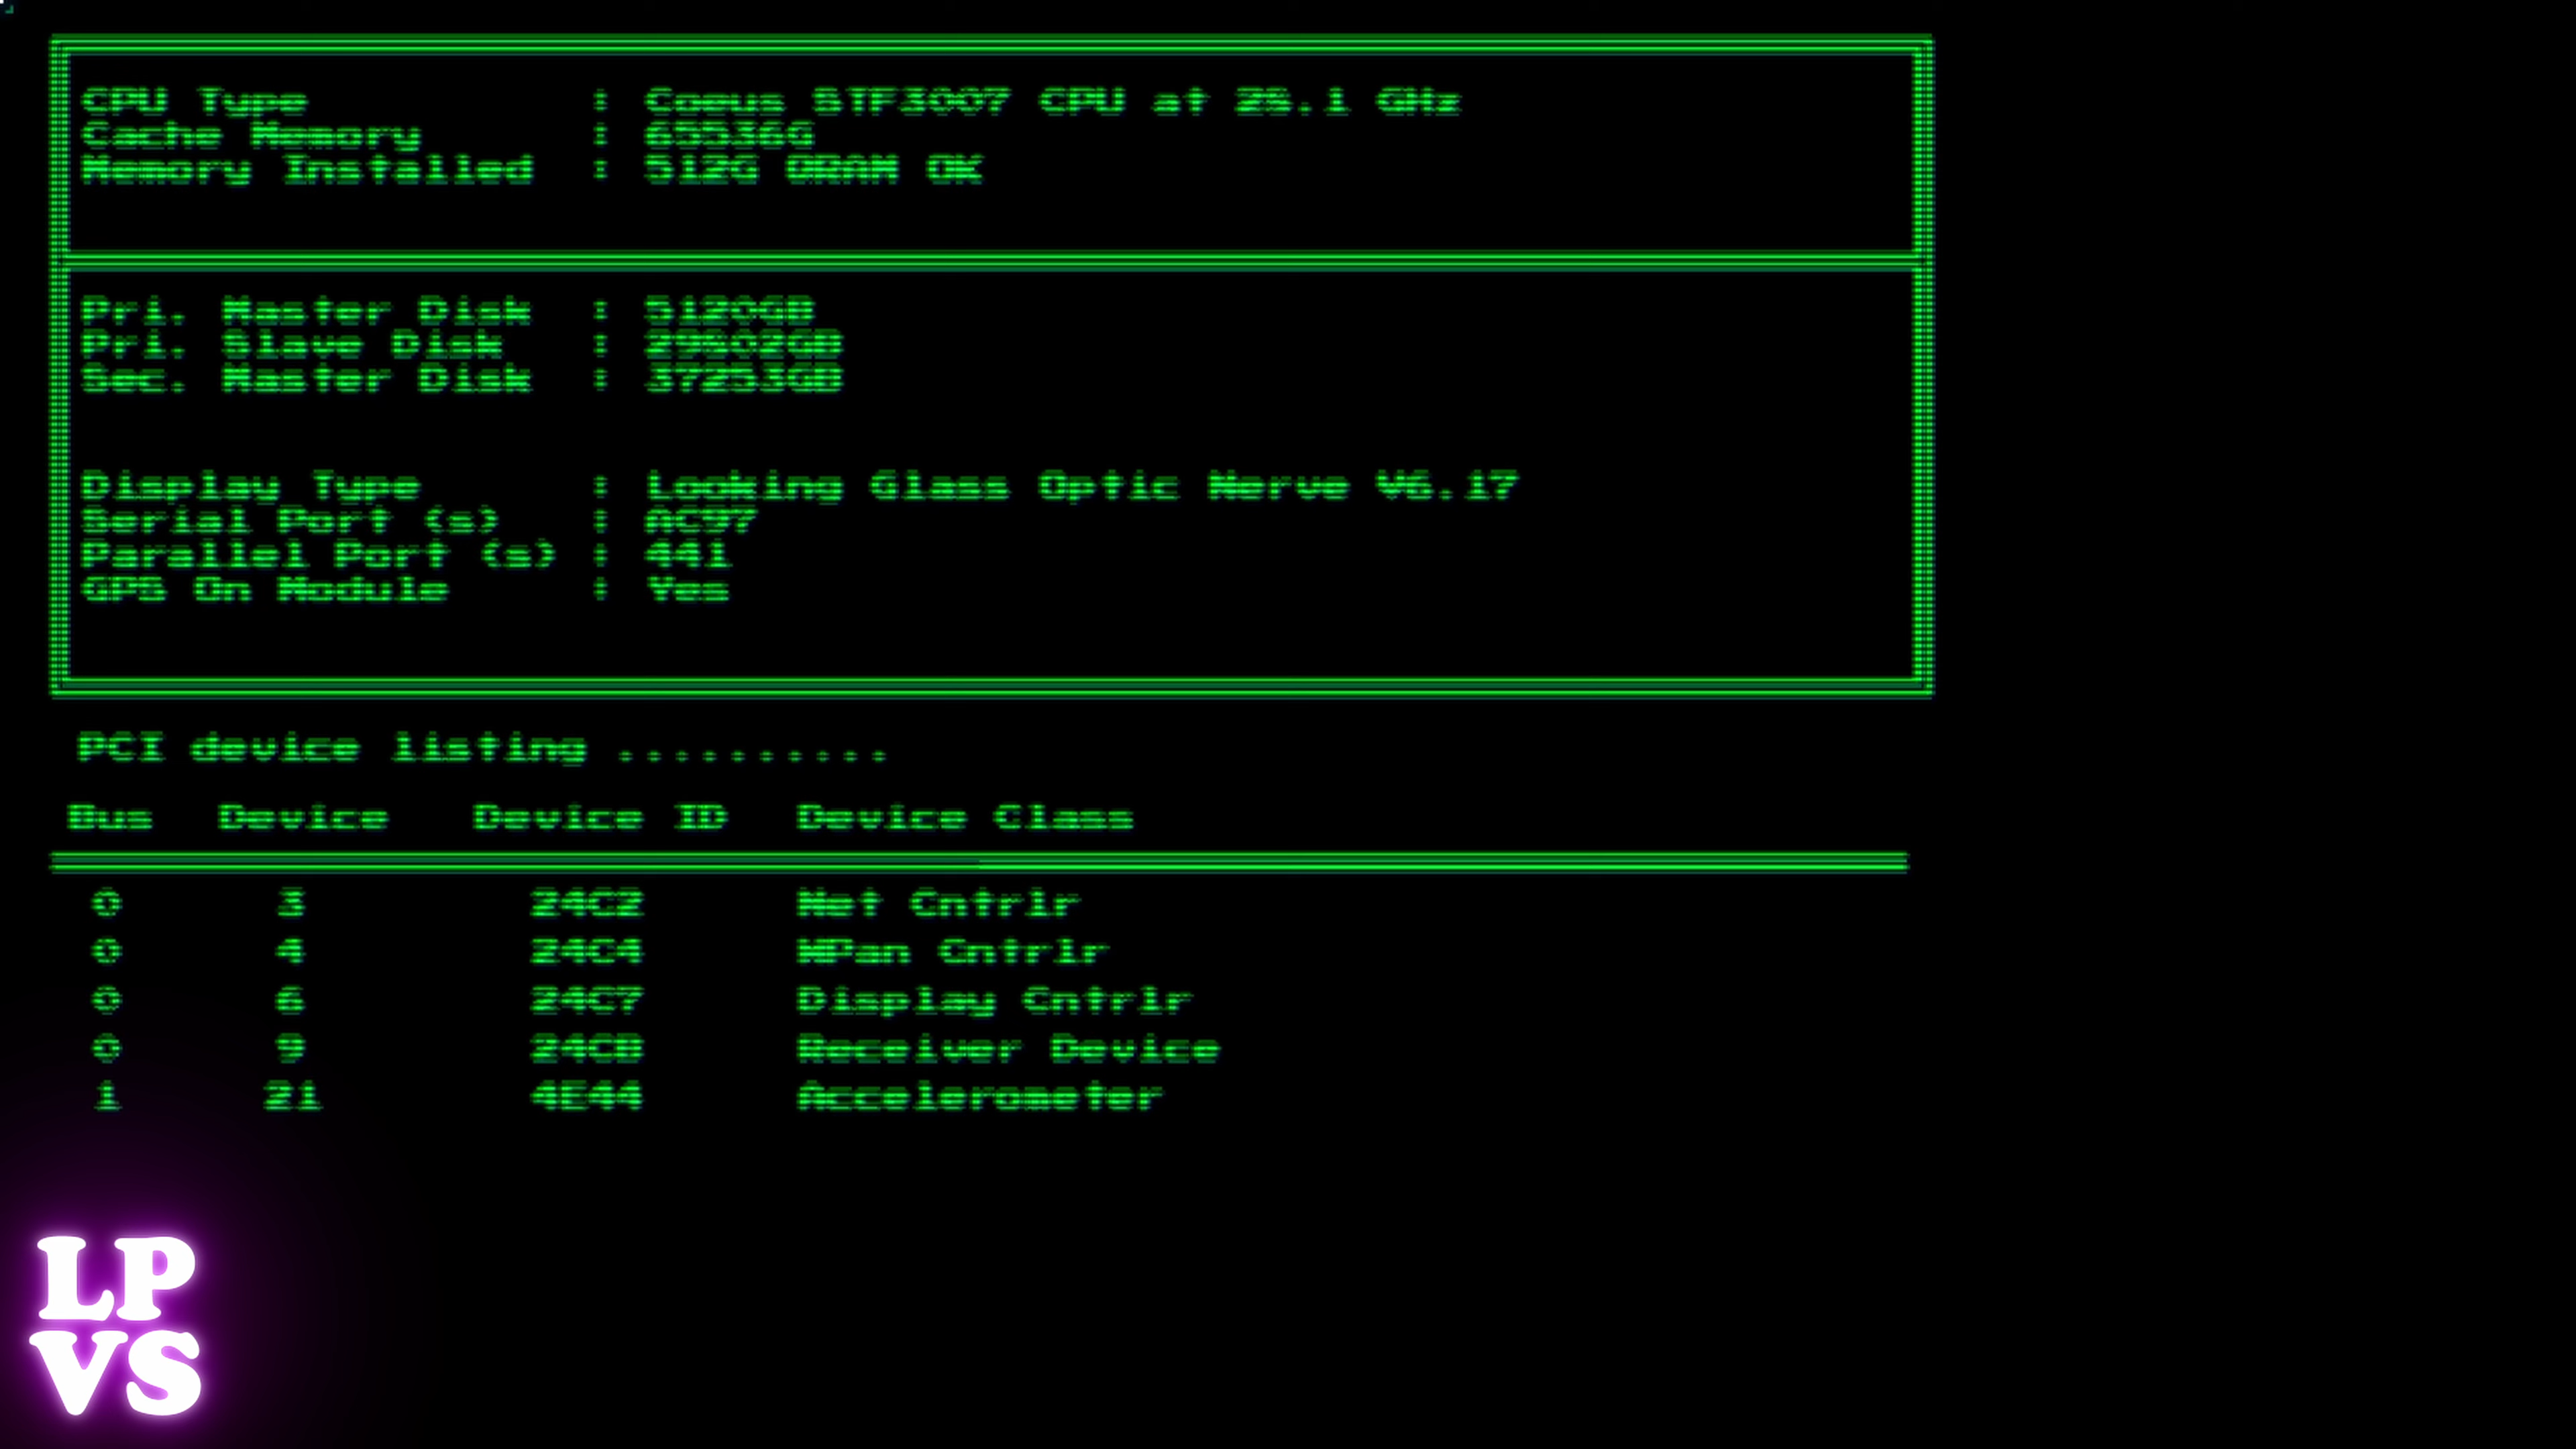 CPU Type : Coeus STF3007 CPU at 25.1 GHz
Cache Memory : 65536G
Memory Installed : 512G QRAM OK
Pri. Master Disk : 5120GB
Pri. Slave Disk :
Sec. Master Disk : 37253GB
Display Type : Looking Glass Optic Nerve V6.17
Serial Port (s) : AC97
Parallel Port (s) : 441
GPS On Module : Yes
PCI device listing ..........
Bus Device Device ID Device Class
0 3 24C2 Net Cntrlr
0 4 24C4 WPan Cntrlr
0 6 24C7 Display Cntrlr
0 9 24CB Receiver Device
1 21 4E44 Accelerometer
LP
VS